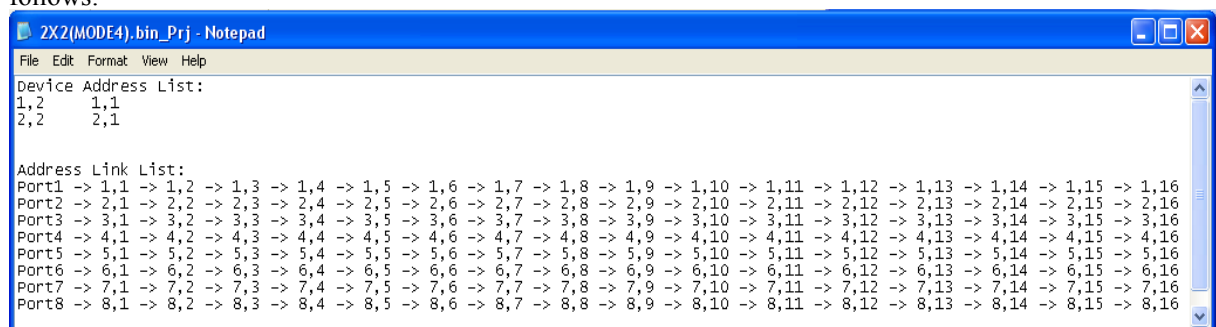 follows:
2X2(MODE4).bin_Prj - Notepad
File Edit Format View Help
Device Address List:
1,2 1,1
2,2 2,1
Address Link List:
Port1 -> 1,1 -> 1,2 -> 1,3 -> 1,4 -> 1,5 -> 1,6 -> 1,7 -> 1,8 -> 1,9 -> 1,10 -> 1,11 -> 1,12 -> 1,13 -> 1,14 -> 1,15 -> 1,16
Port2 -> 2,1 -> 2,2 -> 2,3 -> 2,4 -> 2,5 -> 2,6 -> 2,7 -> 2,8 -> 2,9 -> 2,10 -> 2,11 -> 2,12 -> 2,13 -> 2,14 -> 2,15 -> 2,16
Port3 -> 3,1 -> 3,2 -> 3,3 -> 3,4 -> 3,5 -> 3,6 -> 3,7 -> 3,8 -> 3,9 -> 3,10 -> 3,11 -> 3,12 -> 3,13 -> 3,14 -> 3,15 -> 3,16
Port4 -> 4,1 -> 4,2 -> 4,3 -> 4,4 -> 4,5 -> 4,6 -> 4,7 -> 4,8 -> 4,9 -> 4,10 -> 4,11 -> 4,12 -> 4,13 -> 4,14 -> 4,15 -> 4,16
Port5 -> 5,1 -> 5,2 -> 5,3 -> 5,4 -> 5,5 -> 5,6 -> 5,7 -> 5,8 -> 5,9 -> 5,10 -> 5,11 -> 5,12 -> 5,13 -> 5,14 -> 5,15 -> 5,16
Port6 -> 6,1 -> 6,2 -> 6,3 -> 6,4 -> 6,5 -> 6,6 -> 6,7 -> 6,8 -> 6,9 -> 6,10 -> 6,11 -> 6,12 -> 6,13 -> 6,14 -> 6,15 -> 6,16
Port7 -> 7,1 -> 7,2 -> 7,3 -> 7,4 -> 7,5 -> 7,6 -> 7,7 -> 7,8 -> 7,9 -> 7,10 -> 7,11 -> 7,12 -> 7,13 -> 7,14 -> 7,15 -> 7,16
Port8 -> 8,1 -> 8,2 -> 8,3 -> 8,4 -> 8,5 -> 8,6 -> 8,7 -> 8,8 -> 8,9 -> 8,10 -> 8,11 -> 8,12 -> 8,13 -> 8,14 -> 8,15 -> 8,16